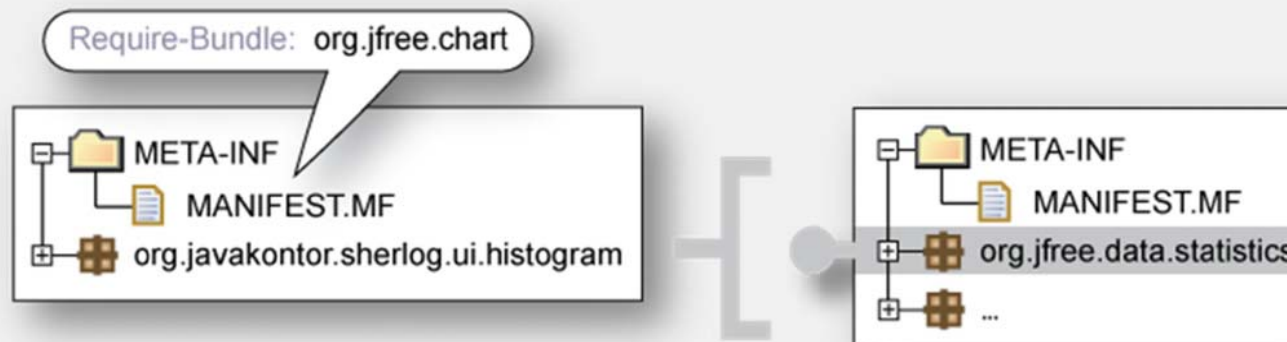 Require-Bundle: org.jfree.chart
META-INF
MANIFEST.MF
org.javakontor.sherlog.ui.histogram
META-INF
MANIFEST.MF
org.jfree.data.statistics
...